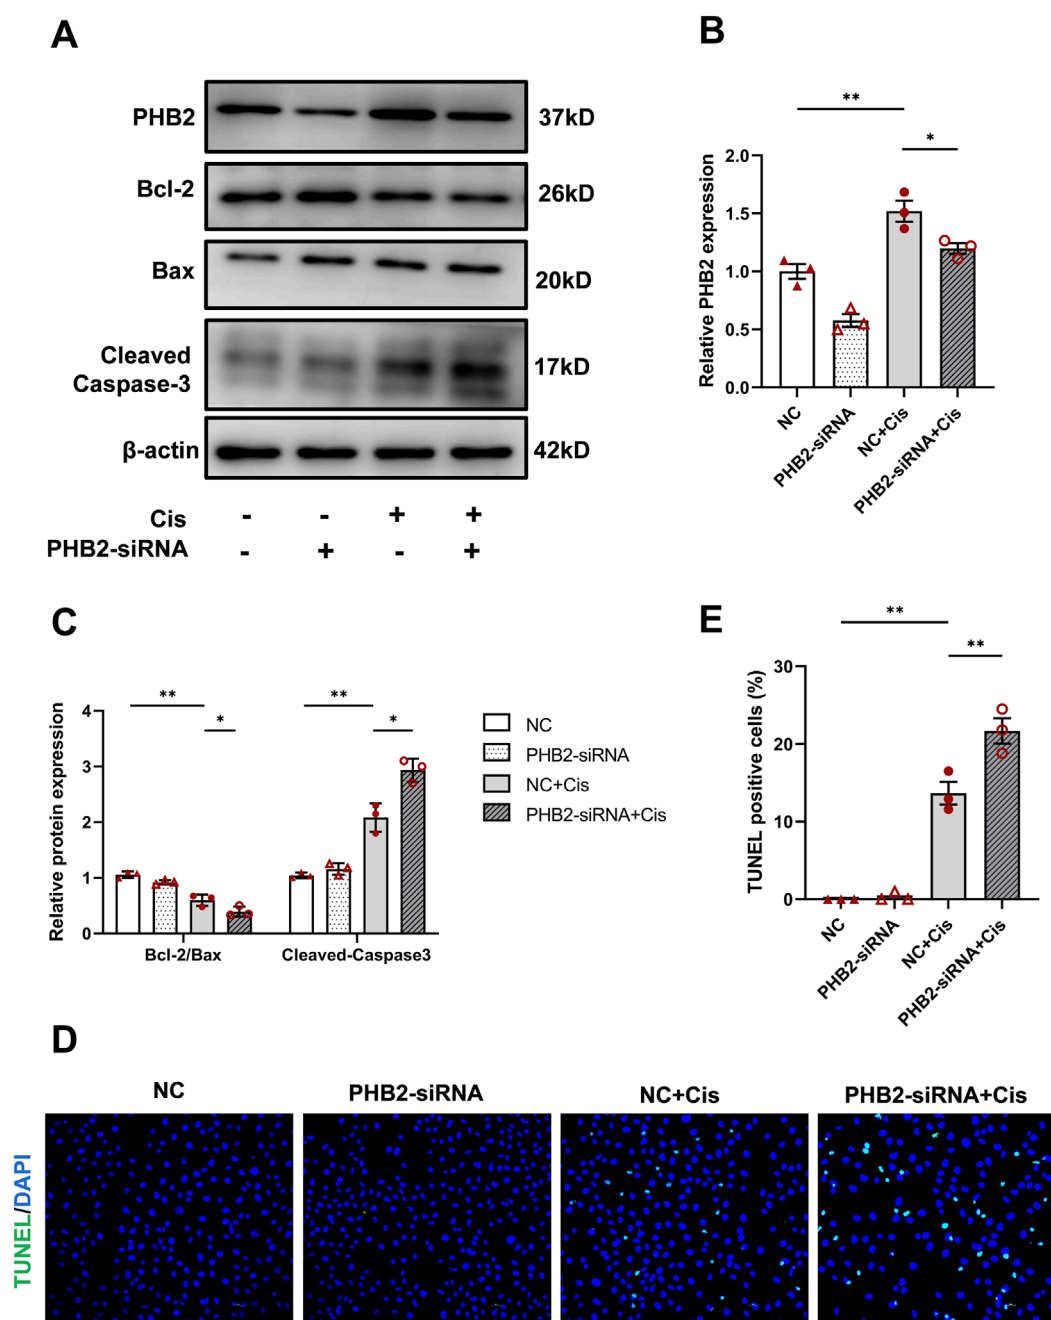 A
PHB2
37kD
Bcl-2
26kD
Bax
20kD
Cleaved
Caspase-3
17kD
β-actin
42kD
Cis - - + +
PHB2-siRNA - + - +
B
**
*
Relative PHB2 expression
2.0
1.5
1.0
0.5
0.0
NC
PHB2-siRNA
NC+Cis
PHB2-siRNA+Cis
C
** **
* *
Relative protein expression
4
3
2
1
0
Bcl-2/Bax
Cleaved-Caspase3
NC
PHB2-siRNA
NC+Cis
PHB2-siRNA+Cis
E
**
**
TUNEL positive cells (%)
30
20
10
0
NC
PHB2-siRNA
NC+Cis
PHB2-siRNA+Cis
D
NC
PHB2-siRNA
NC+Cis
PHB2-siRNA+Cis
TUNEL/DAPI